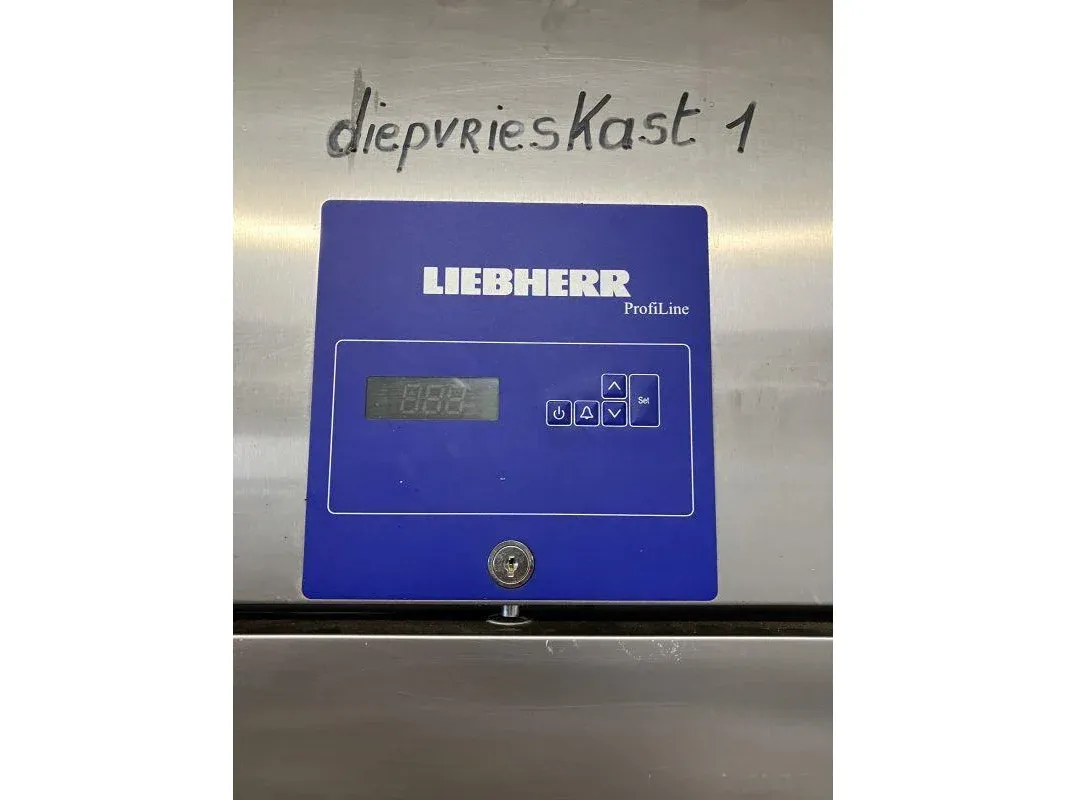 diepvrieskast 1
LIEBHERR
ProfiLine
Set